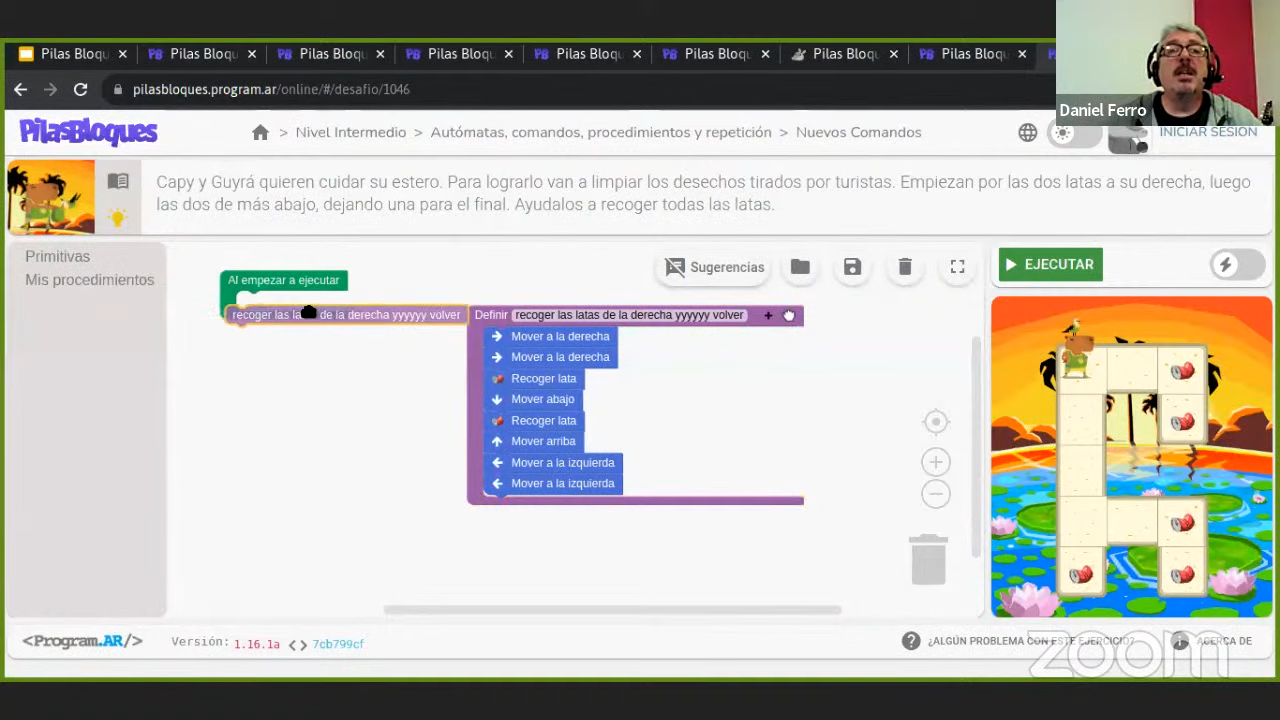 Pilas Bloqu
Pilas Bloqu
Pilas Bloqu
Pilas Bloqu
Pilas Bloqu
Pilas Bloqu
Pilas Bloqu
Pilas Bloqu
pilasbloques.program.ar/online/#/desafio/1046
Daniel Ferro
PilasBloques
Nivel Intermedio > Autómatas, comandos, procedimientos y repetición > Nuevos Comandos
INICIAR SESIÓN
Capy y Guyrá quieren cuidar su estero. Para lograrlo van a limpiar los desechos tirados por turistas. Empiezan por las dos latas a su derecha, luego
las dos de más abajo, dejando una para el final. Ayudalos a recoger todas las latas.
Primitivas
Mis procedimientos
Al empezar a ejecutar
recoger las la de la derecha yyyyyy volver
Definir recoger las latas de la derecha yyyyyy volver +
Mover a la derecha
Mover a la derecha
Recoger lata
Mover abajo
Recoger lata
Mover arriba
Mover a la izquierda
Mover a la izquierda
Sugerencias
EJECUTAR
<Program.AR/>
Versión: 1.16.1a <> 7cb799cf
¿ALGÚN PROBLEMA CON ESTE EJERCICIO?
ACERCA DE
zoom